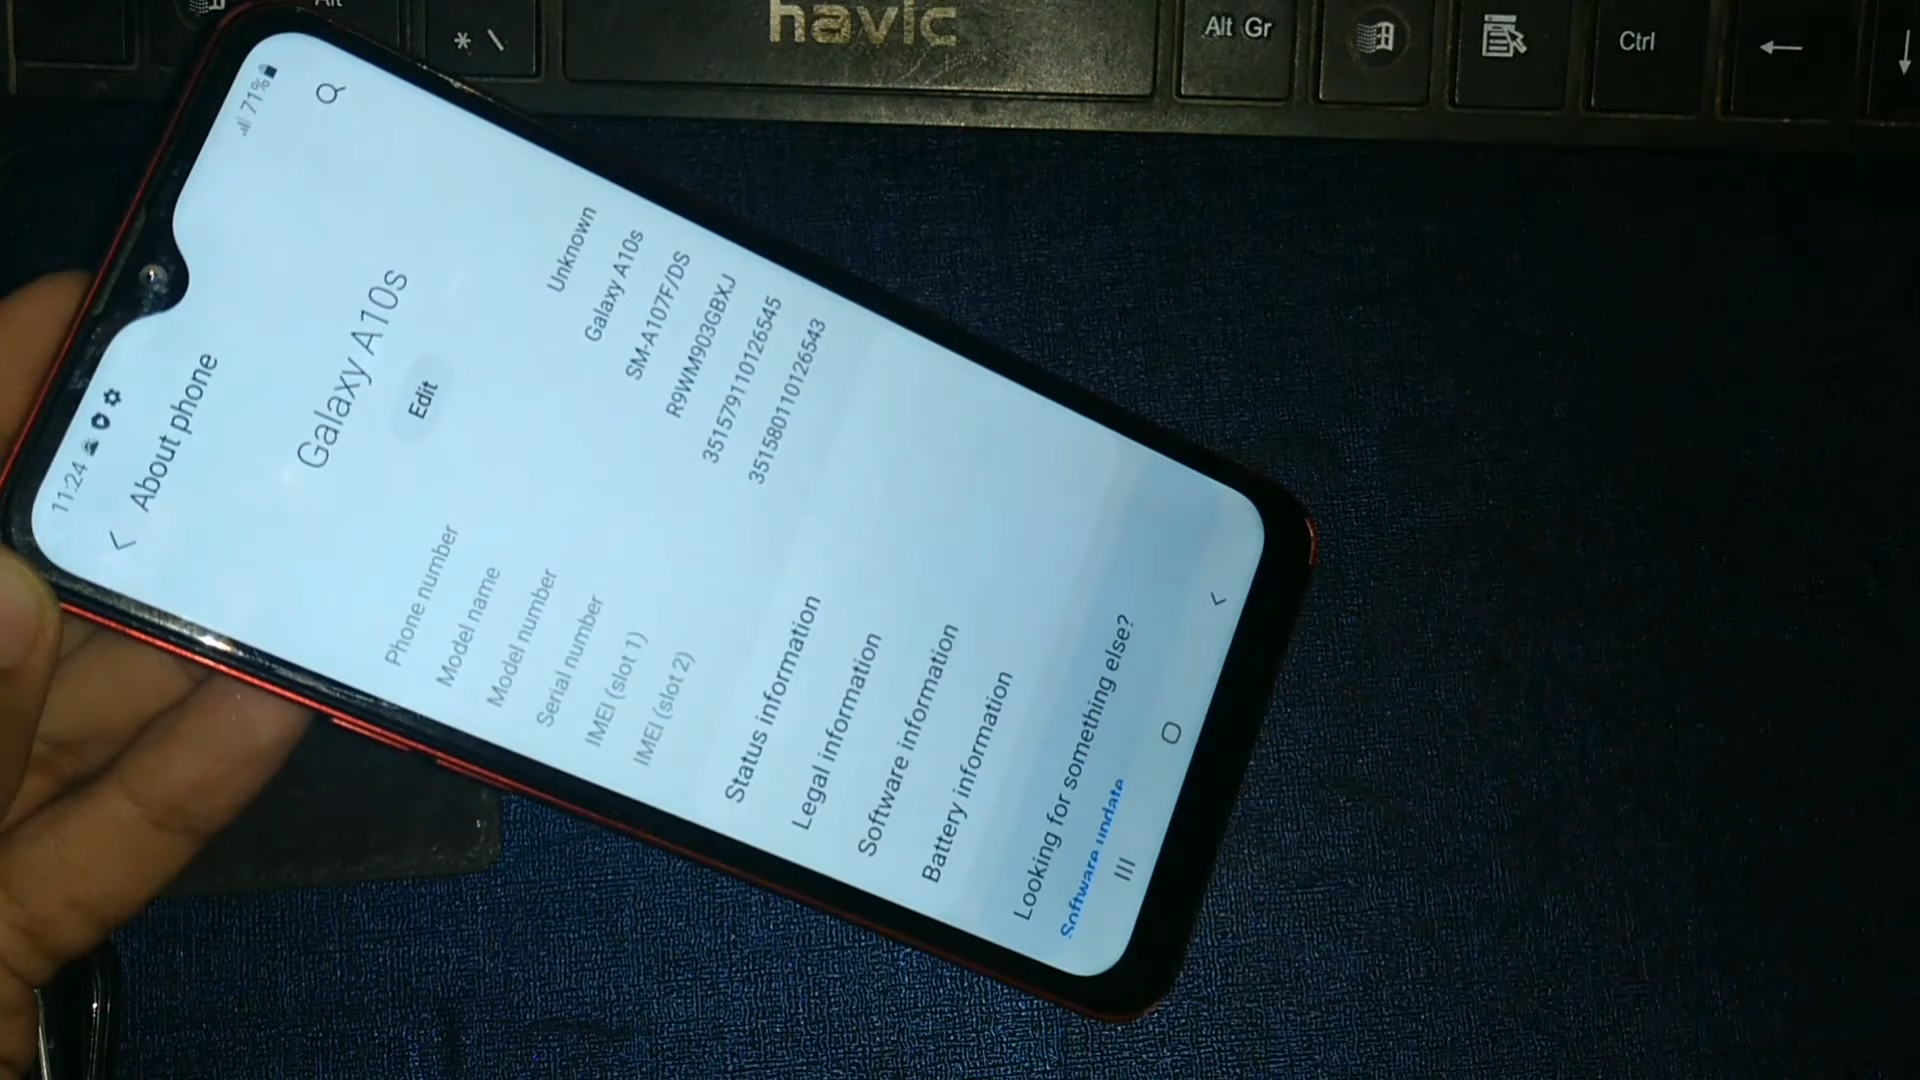 Alt
* \
havic
Alt Gr
Ctrl
11:24
71%
About phone
Galaxy A10s
Edit
Phone number Unknown
Model name Galaxy A10s
Model number SM-A107F/DS
Serial number R9WM903GBXJ
IMEI (slot 1) 351579110126545
IMEI (slot 2) 351580110126543
Status information
Legal information
Software information
Battery information
Looking for something else?
Software update